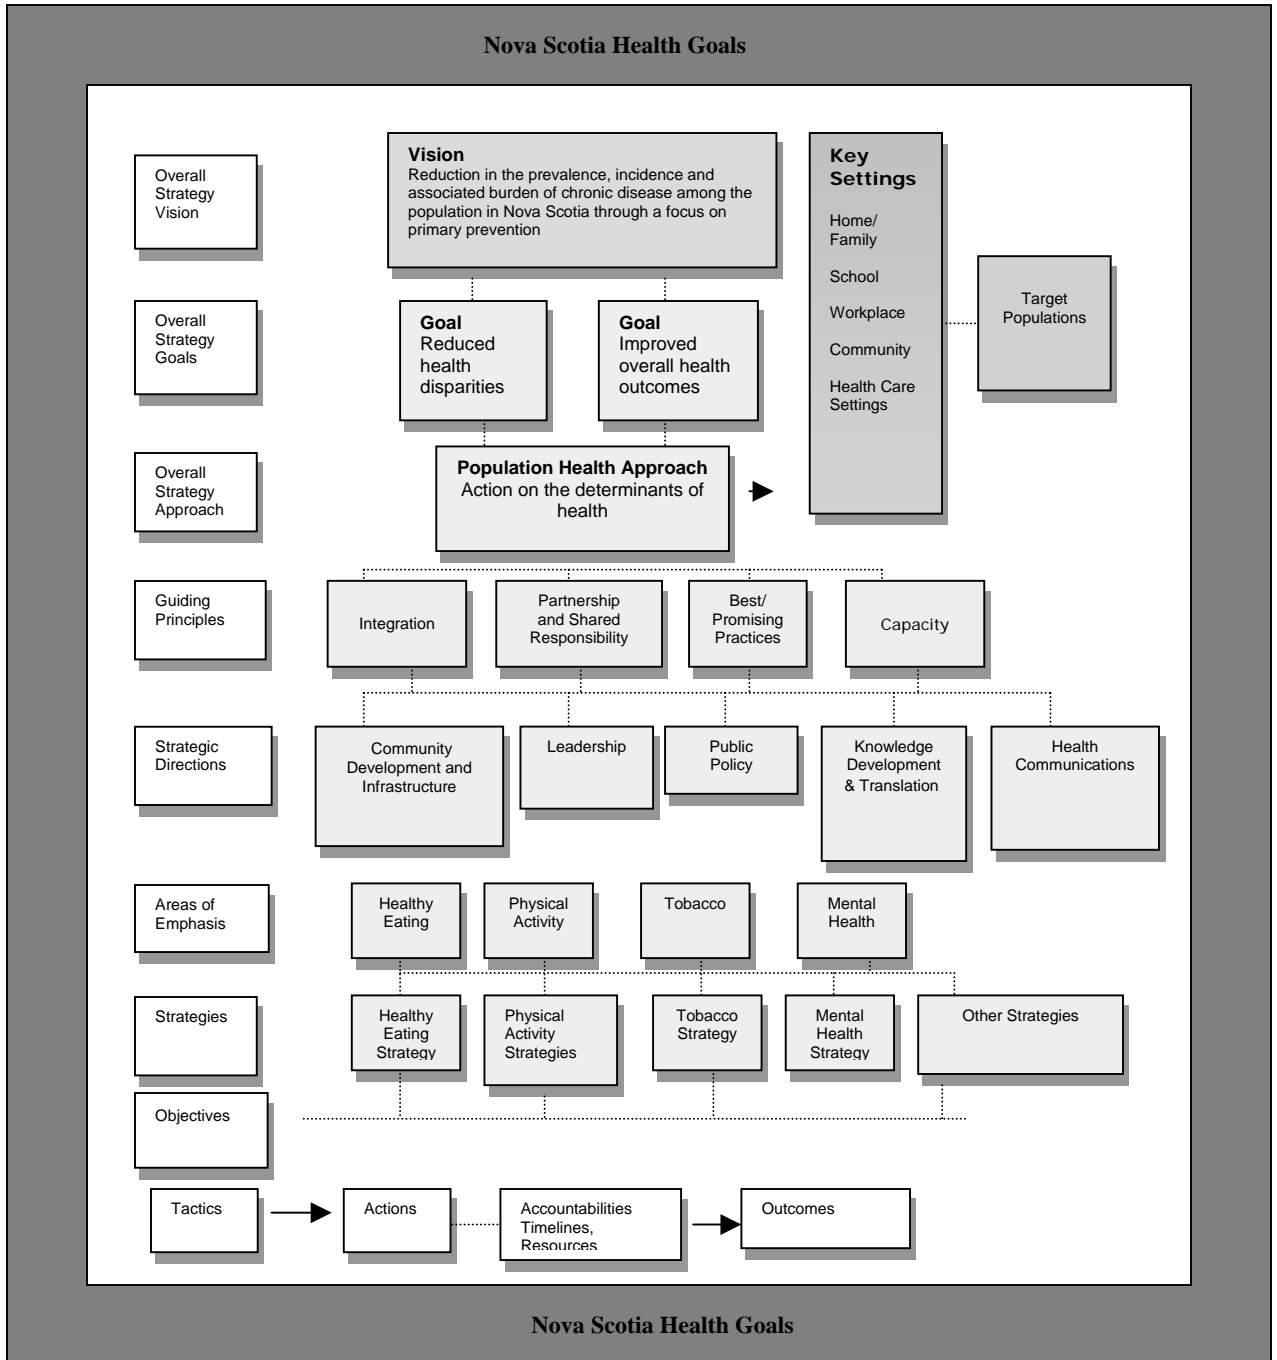 Nova Scotia Health Goals
Overall
Strategy
Vision
Vision
Reduction in the prevalence, incidence and
associated burden of chronic disease among the
population in Nova Scotia through a focus on
primary prevention
Key
Settings
Home/
Family
School
Workplace
Community
Health Care
Settings
Target
Populations
Overall
Strategy
Goals
Goal
Reduced
health
disparities
Goal
Improved
overall health
outcomes
Overall
Strategy
Approach
Population Health Approach
Action on the determinants of
health
Guiding
Principles
Integration
Partnership
and Shared
Responsibility
Best/
Promising
Practices
Capacity
Strategic
Directions
Community
Development and
Infrastructure
Leadership
Public
Policy
Knowledge
Development
& Translation
Health
Communications
Areas of
Emphasis
Healthy
Eating
Physical
Activity
Tobacco
Mental
Health
Strategies
Healthy
Eating
Strategy
Physical
Activity
Strategies
Tobacco
Strategy
Mental
Health
Strategy
Other Strategies
Objectives
Tactics
Actions
Accountabilities
Timelines,
Resources
Outcomes
Nova Scotia Health Goals